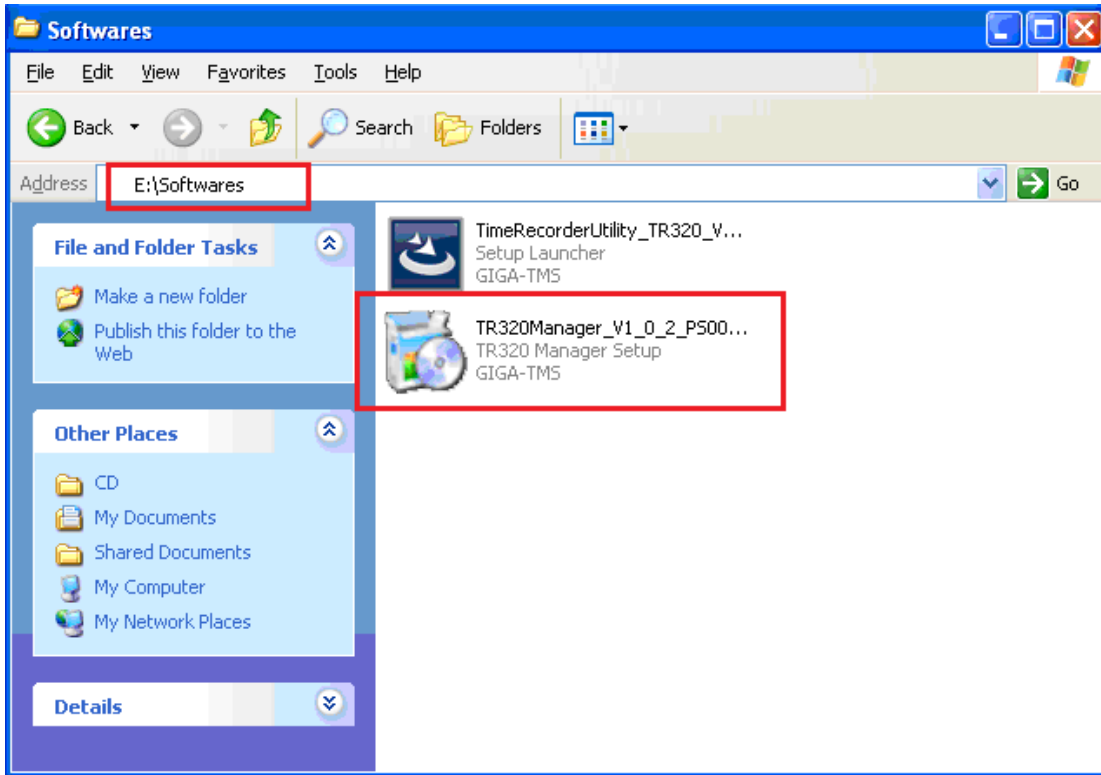 Softwares
File Edit View Favorites Tools Help
Back Search Folders
Address E:\Softwares Go
File and Folder Tasks
Make a new folder
Publish this folder to the
Web
Other Places
CD
My Documents
Shared Documents
My Computer
My Network Places
Details
TimeRecorderUtility_TR320_V...
Setup Launcher
GIGA-TMS
TR320Manager_V1_0_2_PS00...
TR320 Manager Setup
GIGA-TMS